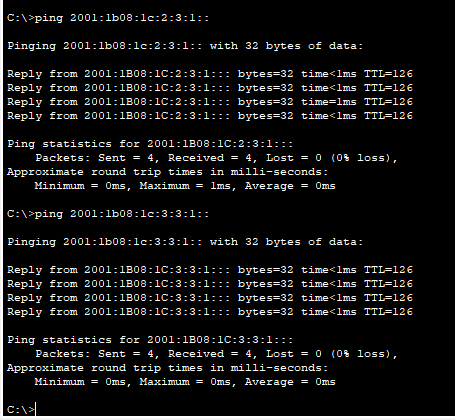 C:\>ping 2001:1b08:1c:2:3:1::
Pinging 2001:1b08:1c:2:3:1:: with 32 bytes of data:
Reply from 2001:1B08:1C:2:3:1::: bytes=32 time<1ms TTL=126
Reply from 2001:1B08:1C:2:3:1::: bytes=32 time<1ms TTL=126
Reply from 2001:1B08:1C:2:3:1::: bytes=32 time=1ms TTL=126
Reply from 2001:1B08:1C:2:3:1::: bytes=32 time<1ms TTL=126
Ping statistics for 2001:1B08:1C:2:3:1:::
Packets: Sent = 4, Received = 4, Lost = 0 (0% loss),
Approximate round trip times in milli-seconds:
Minimum = 0ms, Maximum = 1ms, Average = 0ms
C:\>ping 2001:1b08:1c:3:3:1::
Pinging 2001:1b08:1c:3:3:1:: with 32 bytes of data:
Reply from 2001:1B08:1C:3:3:1::: bytes=32 time<1ms TTL=126
Reply from 2001:1B08:1C:3:3:1::: bytes=32 time<1ms TTL=126
Reply from 2001:1B08:1C:3:3:1::: bytes=32 time<1ms TTL=126
Reply from 2001:1B08:1C:3:3:1::: bytes=32 time<1ms TTL=126
Ping statistics for 2001:1B08:1C:3:3:1:::
Packets: Sent = 4, Received = 4, Lost = 0 (0% loss),
Approximate round trip times in milli-seconds:
Minimum = 0ms, Maximum = 0ms, Average = 0ms
C:\>